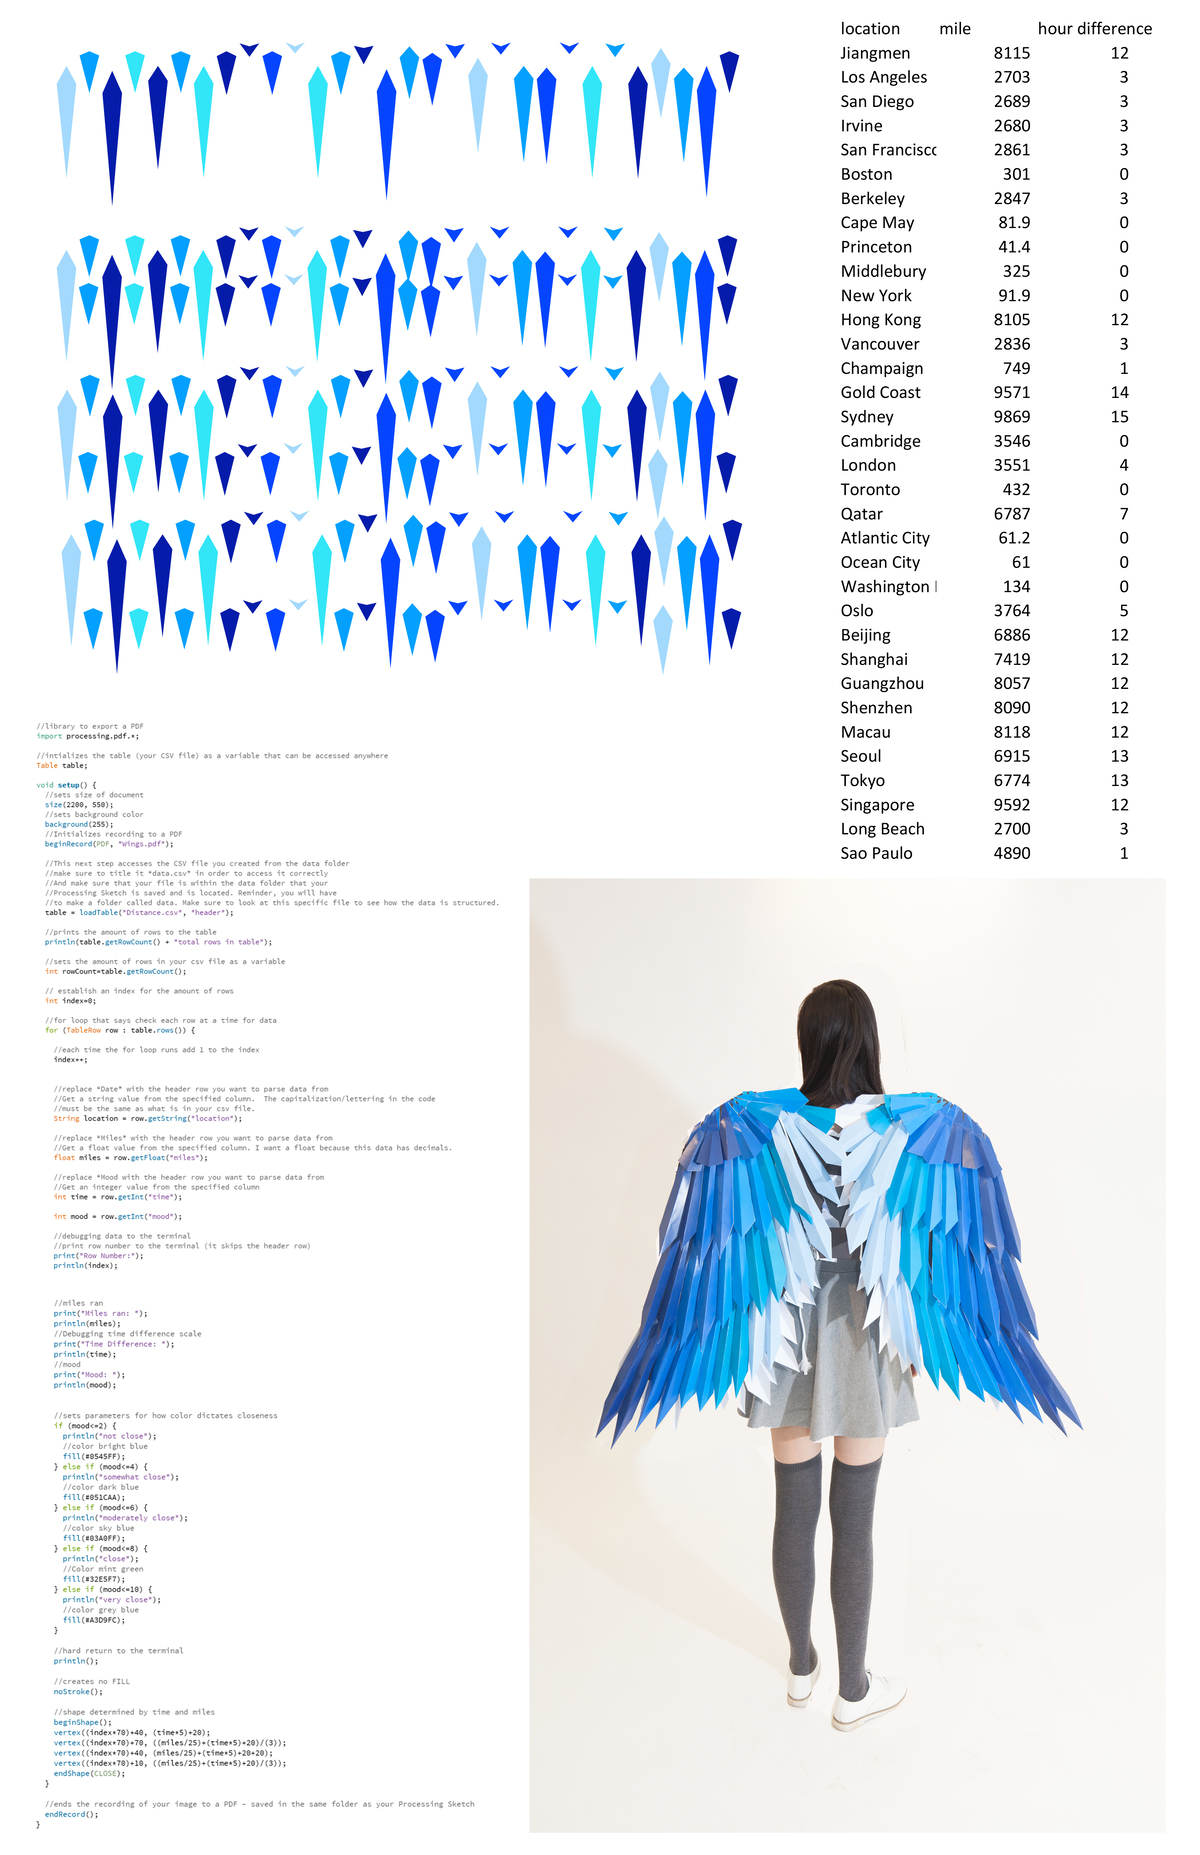 location mile hour difference
Jiangmen 8115 12
Los Angeles 2703 3
San Diego 2689 3
Irvine 2680 3
San Francisc 2861 3
Boston 301 0
Berkeley 2847 3
Cape May 81.9 0
Princeton 41.4 0
Middlebury 325 0
New York 91.9 0
Hong Kong 8105 12
Vancouver 2836 3
Champaign 749 1
Gold Coast 9571 14
Sydney 9869 15
Cambridge 3546 0
London 3551 4
Toronto 432 0
Qatar 6787 7
Atlantic City 61.2 0
Ocean City 61 0
Washington 134 0
Oslo 3764 5
Beijing 6886 12
Shanghai 7419 12
Guangzhou 8057 12
Shenzhen 8090 12
Macau 8118 12
Seoul 6915 13
Tokyo 6774 13
Singapore 9592 12
Long Beach 2700 3
Sao Paulo 4890 1
//library to export a PDF
import processing.pdf.*;
//intializes the table (your CSV file) as a variable that can be accessed anywhere
Table table;
void setup() {
//sets size of document
size(2200, 550);
//sets background color
background(255);
//Initializes recording to a PDF
beginRecord(PDF, "Wings.pdf");
//This next step accesses the CSV file you created from the data folder
//make sure to title it *data.csv" in order to access it correctly
//And make sure that your file is within the data folder that your
//Processing Sketch is saved and is located. Reminder, you will have
//to make a folder called data. Make sure to look at this specific file to see how the data is structured.
table = loadTable("Distance.csv", "header");
//prints the amount of rows to the table
println(table.getRowCount() + "total rows in table");
//sets the amount of rows in your csv file as a variable
int rowCount=table.getRowCount();
// establish an index for the amount of rows
int index=0;
//for loop that says check each row at a time for data
for (TableRow row : table.rows()) {
//each time the for loop runs add 1 to the index
index++;
//replace *Date" with the header row you want to parse data from
//Get a string value from the specified column.  The capitalization/lettering in the code
//must be the same as what is in your csv file.
String location = row.getString("location");
//replace *Miles" with the header row you want to parse data from
//Get a float value from the specified column. I want a float because this data has decimals.
float miles = row.getFloat("miles");
//replace *Mood with the header row you want to parse data from
//Get an integer value from the specified column
int time = row.getInt("time");
int mood = row.getInt("mood");
//debugging data to the terminal
//print row number to the terminal (it skips the header row)
print("Row Number:");
println(index);
//miles ran
print("Miles ran: ");
println(miles);
//Debugging time difference scale
print("Time Difference: ");
println(time);
//mood
print("Mood: ");
println(mood);
//sets parameters for how color dictates closeness
if (mood<=2) {
println("not close");
//color bright blue
fill(#0545FF);
} else if (mood<=4) {
println("somewhat close");
//color dark blue
fill(#051CAA);
} else if (mood<=6) {
println("moderately close");
//color sky blue
fill(#03A0FF);
} else if (mood<=8) {
println("close");
//Color mint green
fill(#32E5F7);
} else if (mood<=10) {
println("very close");
//color grey blue
fill(#A3D9FC);
}
//hard return to the terminal
println();
//creates no FILL
noStroke();
//shape determined by time and miles
beginShape();
vertex((index*70)+40, (time*5)+20);
vertex((index*70)+70, ((miles/25)+(time*5)+20)/(3));
vertex((index*70)+40, (miles/25)+(time*5)+20+20);
vertex((index*70)+10, ((miles/25)+(time*5)+20)/(3));
endShape(CLOSE);
}
//ends the recording of your image to a PDF - saved in the same folder as your Processing Sketch
endRecord();
}